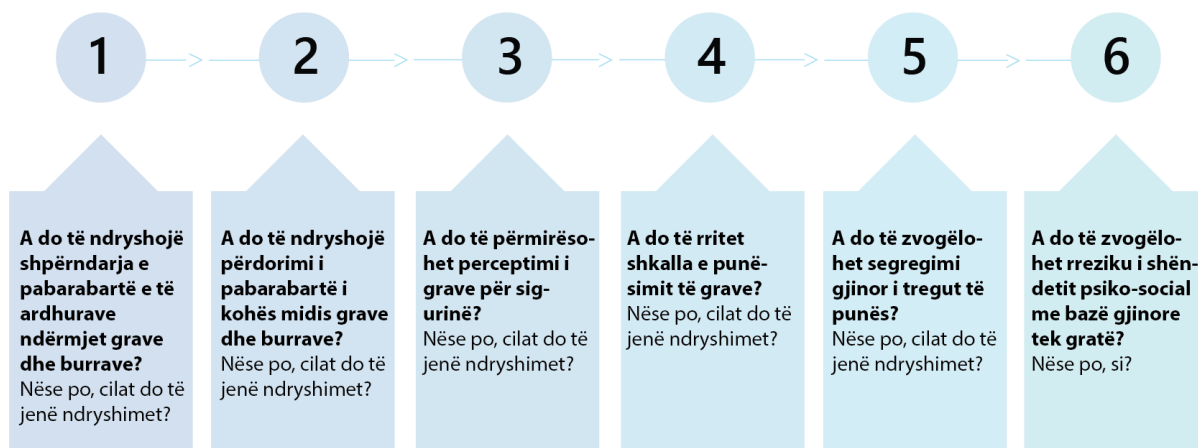 1
2
3
4
5
6
A do të ndryshojë
shpërndarja e
pabarabartë e të
ardhurave
ndërmjet grave
dhe burrave?
Nëse po, cilat do të
jenë ndryshimet?
A do të ndryshojë
përdorimi i
pabarabartë i
kohës midis grave
dhe burrave?
Nëse po, cilat do të
jenë ndryshimet?
A do të përmirëso-
het perceptimi i
grave për sig-
urinë?
Nëse po, cilat do të
jenë ndryshimet?
A do të rritet
shkalla e punë-
simit të grave?
Nëse po, cilat do të
jenë ndryshimet?
A do të zvogëlo-
het segregimi
gjinor i tregut të
punës?
Nëse po, cilat do të
jenë ndryshimet?
A do të zvogëlo-
het rreziku i shën-
detit psiko-social
me bazë gjinore
tek gratë?
Nëse po, si?